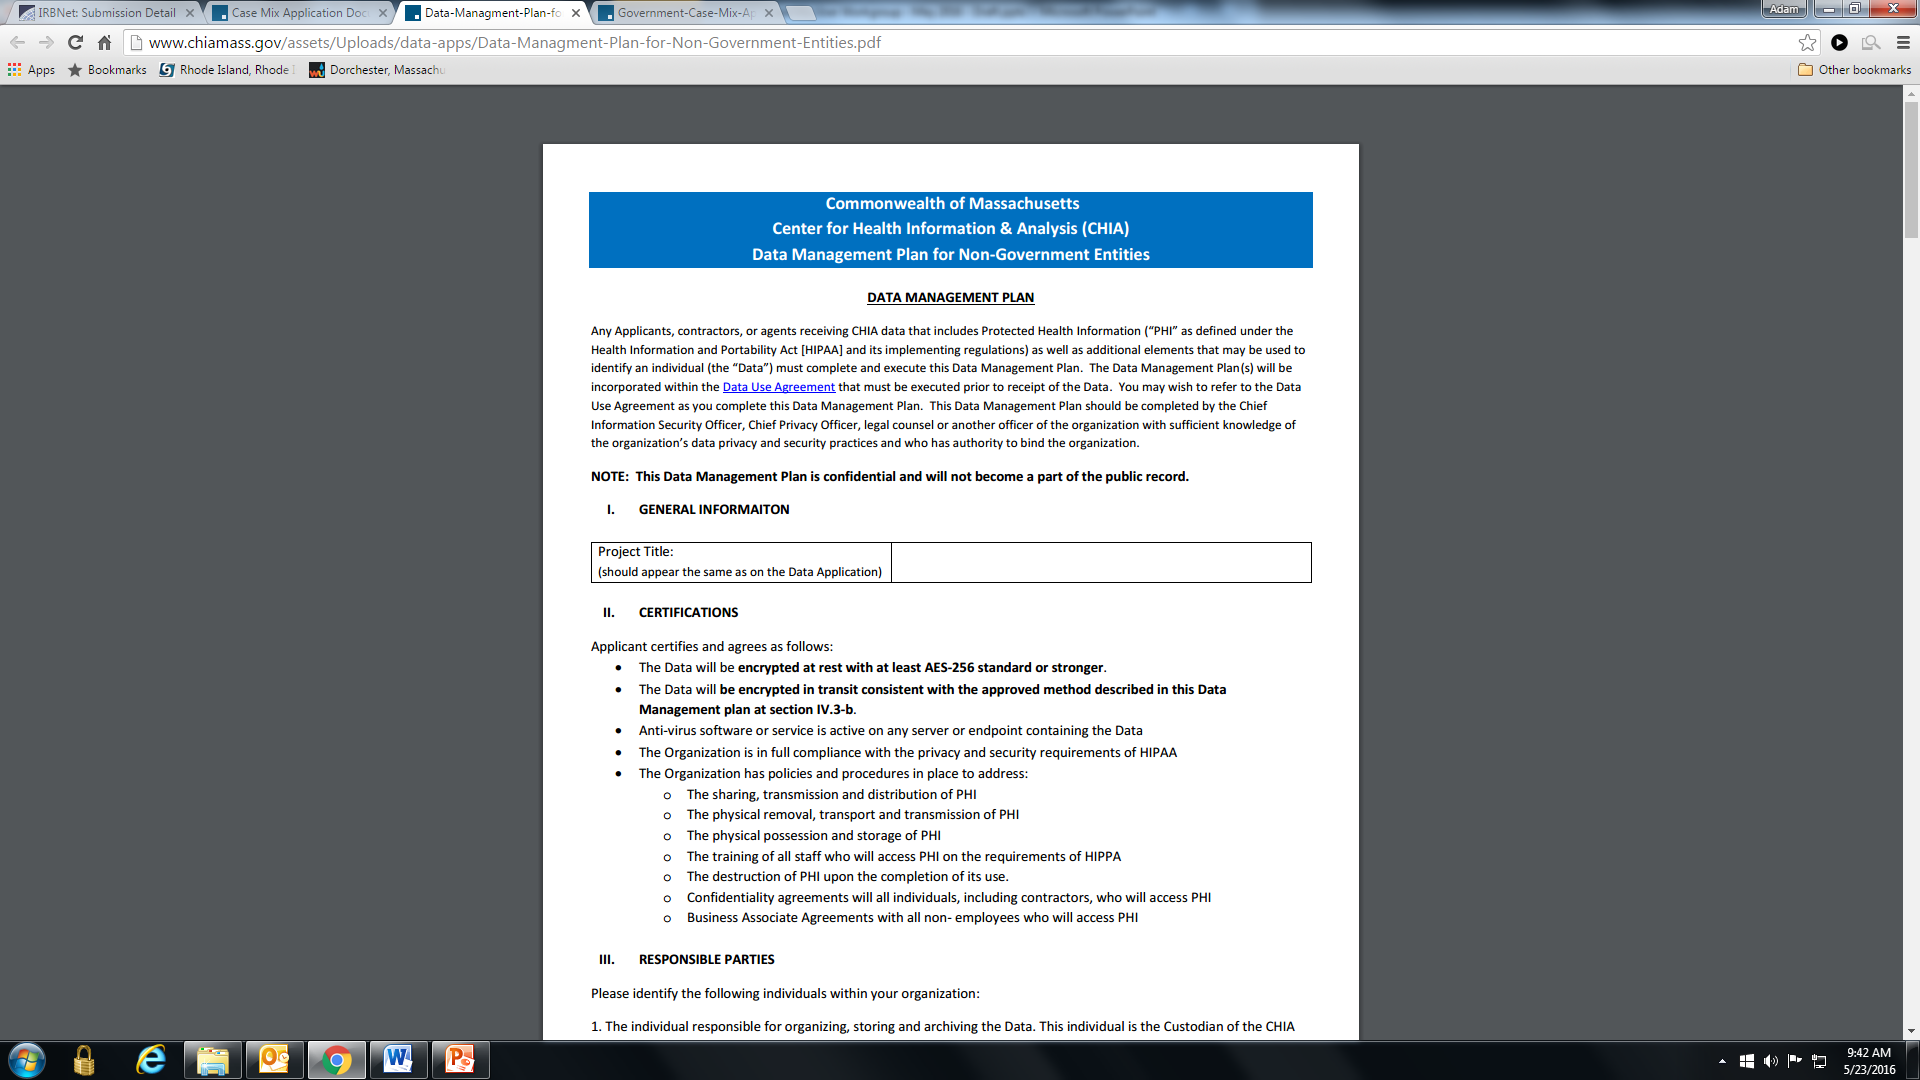 IRBNet: Submission Detail
Case Mix Application Doc
Data-Managment-Plan-fo
Government-Case-Mix-Ap
Adam
www.chiamass.gov/assets/Uploads/data-apps/Data-Managment-Plan-for-Non-Government-Entities.pdf
Apps
Bookmarks
Rhode Island, Rhode I
Dorchester, Massachu
Other bookmarks
Commonwealth of Massachusetts
Center for Health Information & Analysis (CHIA)
Data Management Plan for Non-Government Entities
DATA MANAGEMENT PLAN
Any Applicants, contractors, or agents receiving CHIA data that includes Protected Health Information (“PHI” as defined under the
Health Information and Portability Act [HIPAA] and its implementing regulations) as well as additional elements that may be used to
identify an individual (the “Data”) must complete and execute this Data Management Plan. The Data Management Plan(s) will be
incorporated within the Data Use Agreement that must be executed prior to receipt of the Data. You may wish to refer to the Data
Use Agreement as you complete this Data Management Plan. This Data Management Plan should be completed by the Chief
Information Security Officer, Chief Privacy Officer, legal counsel or another officer of the organization with sufficient knowledge of
the organization’s data privacy and security practices and who has authority to bind the organization.
NOTE: This Data Management Plan is confidential and will not become a part of the public record.
I. GENERAL INFORMAITON
Project Title:
(should appear the same as on the Data Application)
II. CERTIFICATIONS
Applicant certifies and agrees as follows:
• The Data will be encrypted at rest with at least AES-256 standard or stronger.
• The Data will be encrypted in transit consistent with the approved method described in this Data
Management plan at section IV.3-b.
• Anti-virus software or service is active on any server or endpoint containing the Data
• The Organization is in full compliance with the privacy and security requirements of HIPAA
• The Organization has policies and procedures in place to address:
o The sharing, transmission and distribution of PHI
o The physical removal, transport and transmission of PHI
o The physical possession and storage of PHI
o The training of all staff who will access PHI on the requirements of HIPPA
o The destruction of PHI upon the completion of its use.
o Confidentiality agreements will all individuals, including contractors, who will access PHI
o Business Associate Agreements with all non- employees who will access PHI
III. RESPONSIBLE PARTIES
Please identify the following individuals within your organization:
1. The individual responsible for organizing, storing and archiving the Data. This individual is the Custodian of the CHIA
9:42 AM
5/23/2016